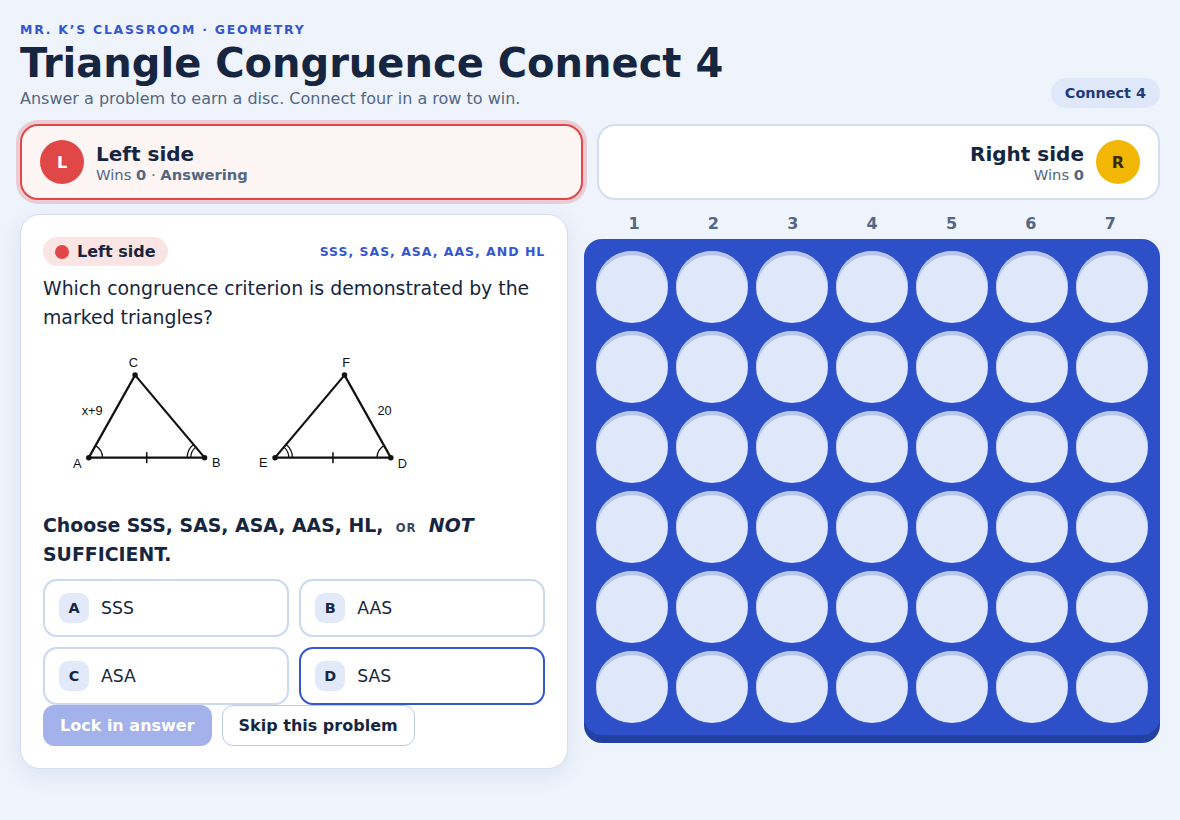 MR. K’S CLASSROOM · GEOMETRY
Triangle Congruence Connect 4
Answer a problem to earn a disc. Connect four in a row to win.
Connect 4
L
Left side
Wins 0 · Answering
Right side
Wins 0
R
Left side
SSS, SAS, ASA, AAS, AND HL
Which congruence criterion is demonstrated by the
marked triangles?
C
F
x+9
20
A
B
E
D
Choose SSS, SAS, ASA, AAS, HL, OR NOT
SUFFICIENT.
A SSS
B AAS
C ASA
D SAS
Lock in answer
Skip this problem
1 2 3 4 5 6 7